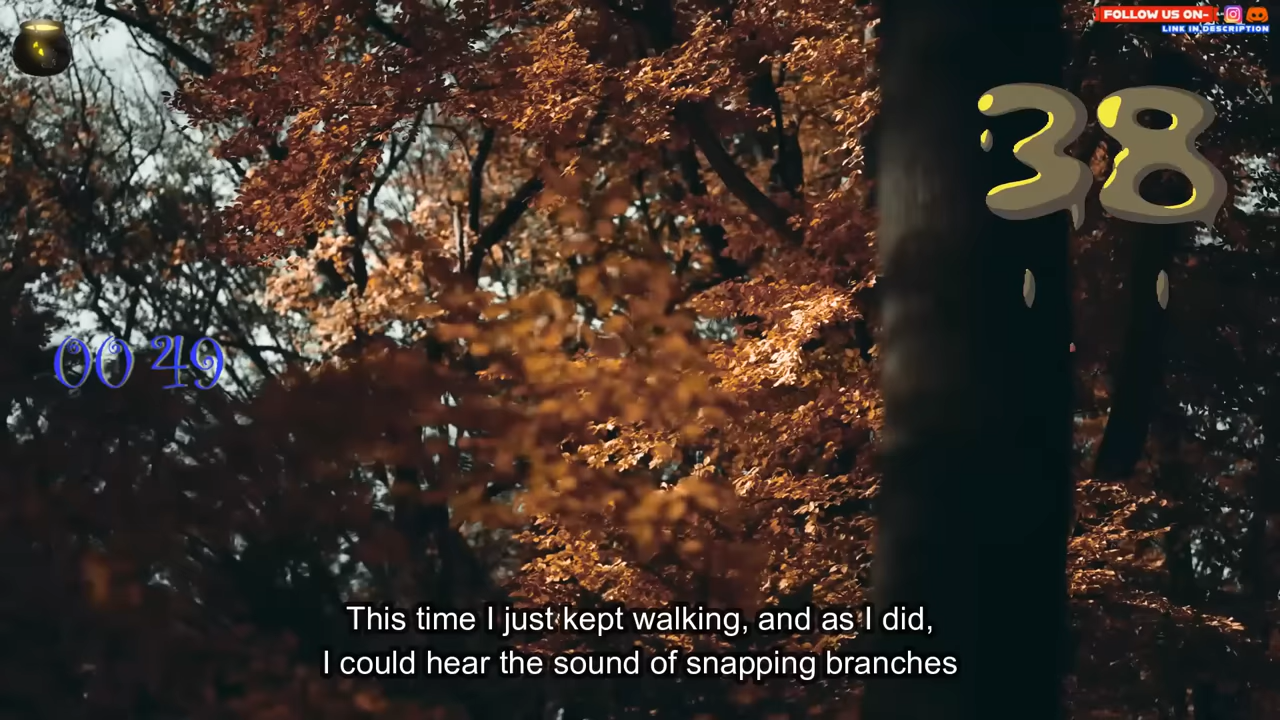 FOLLOW US ON-
LINK IN DESCRIPTION
38
00 49
This time I just kept walking, and as I did,
I could hear the sound of snapping branches